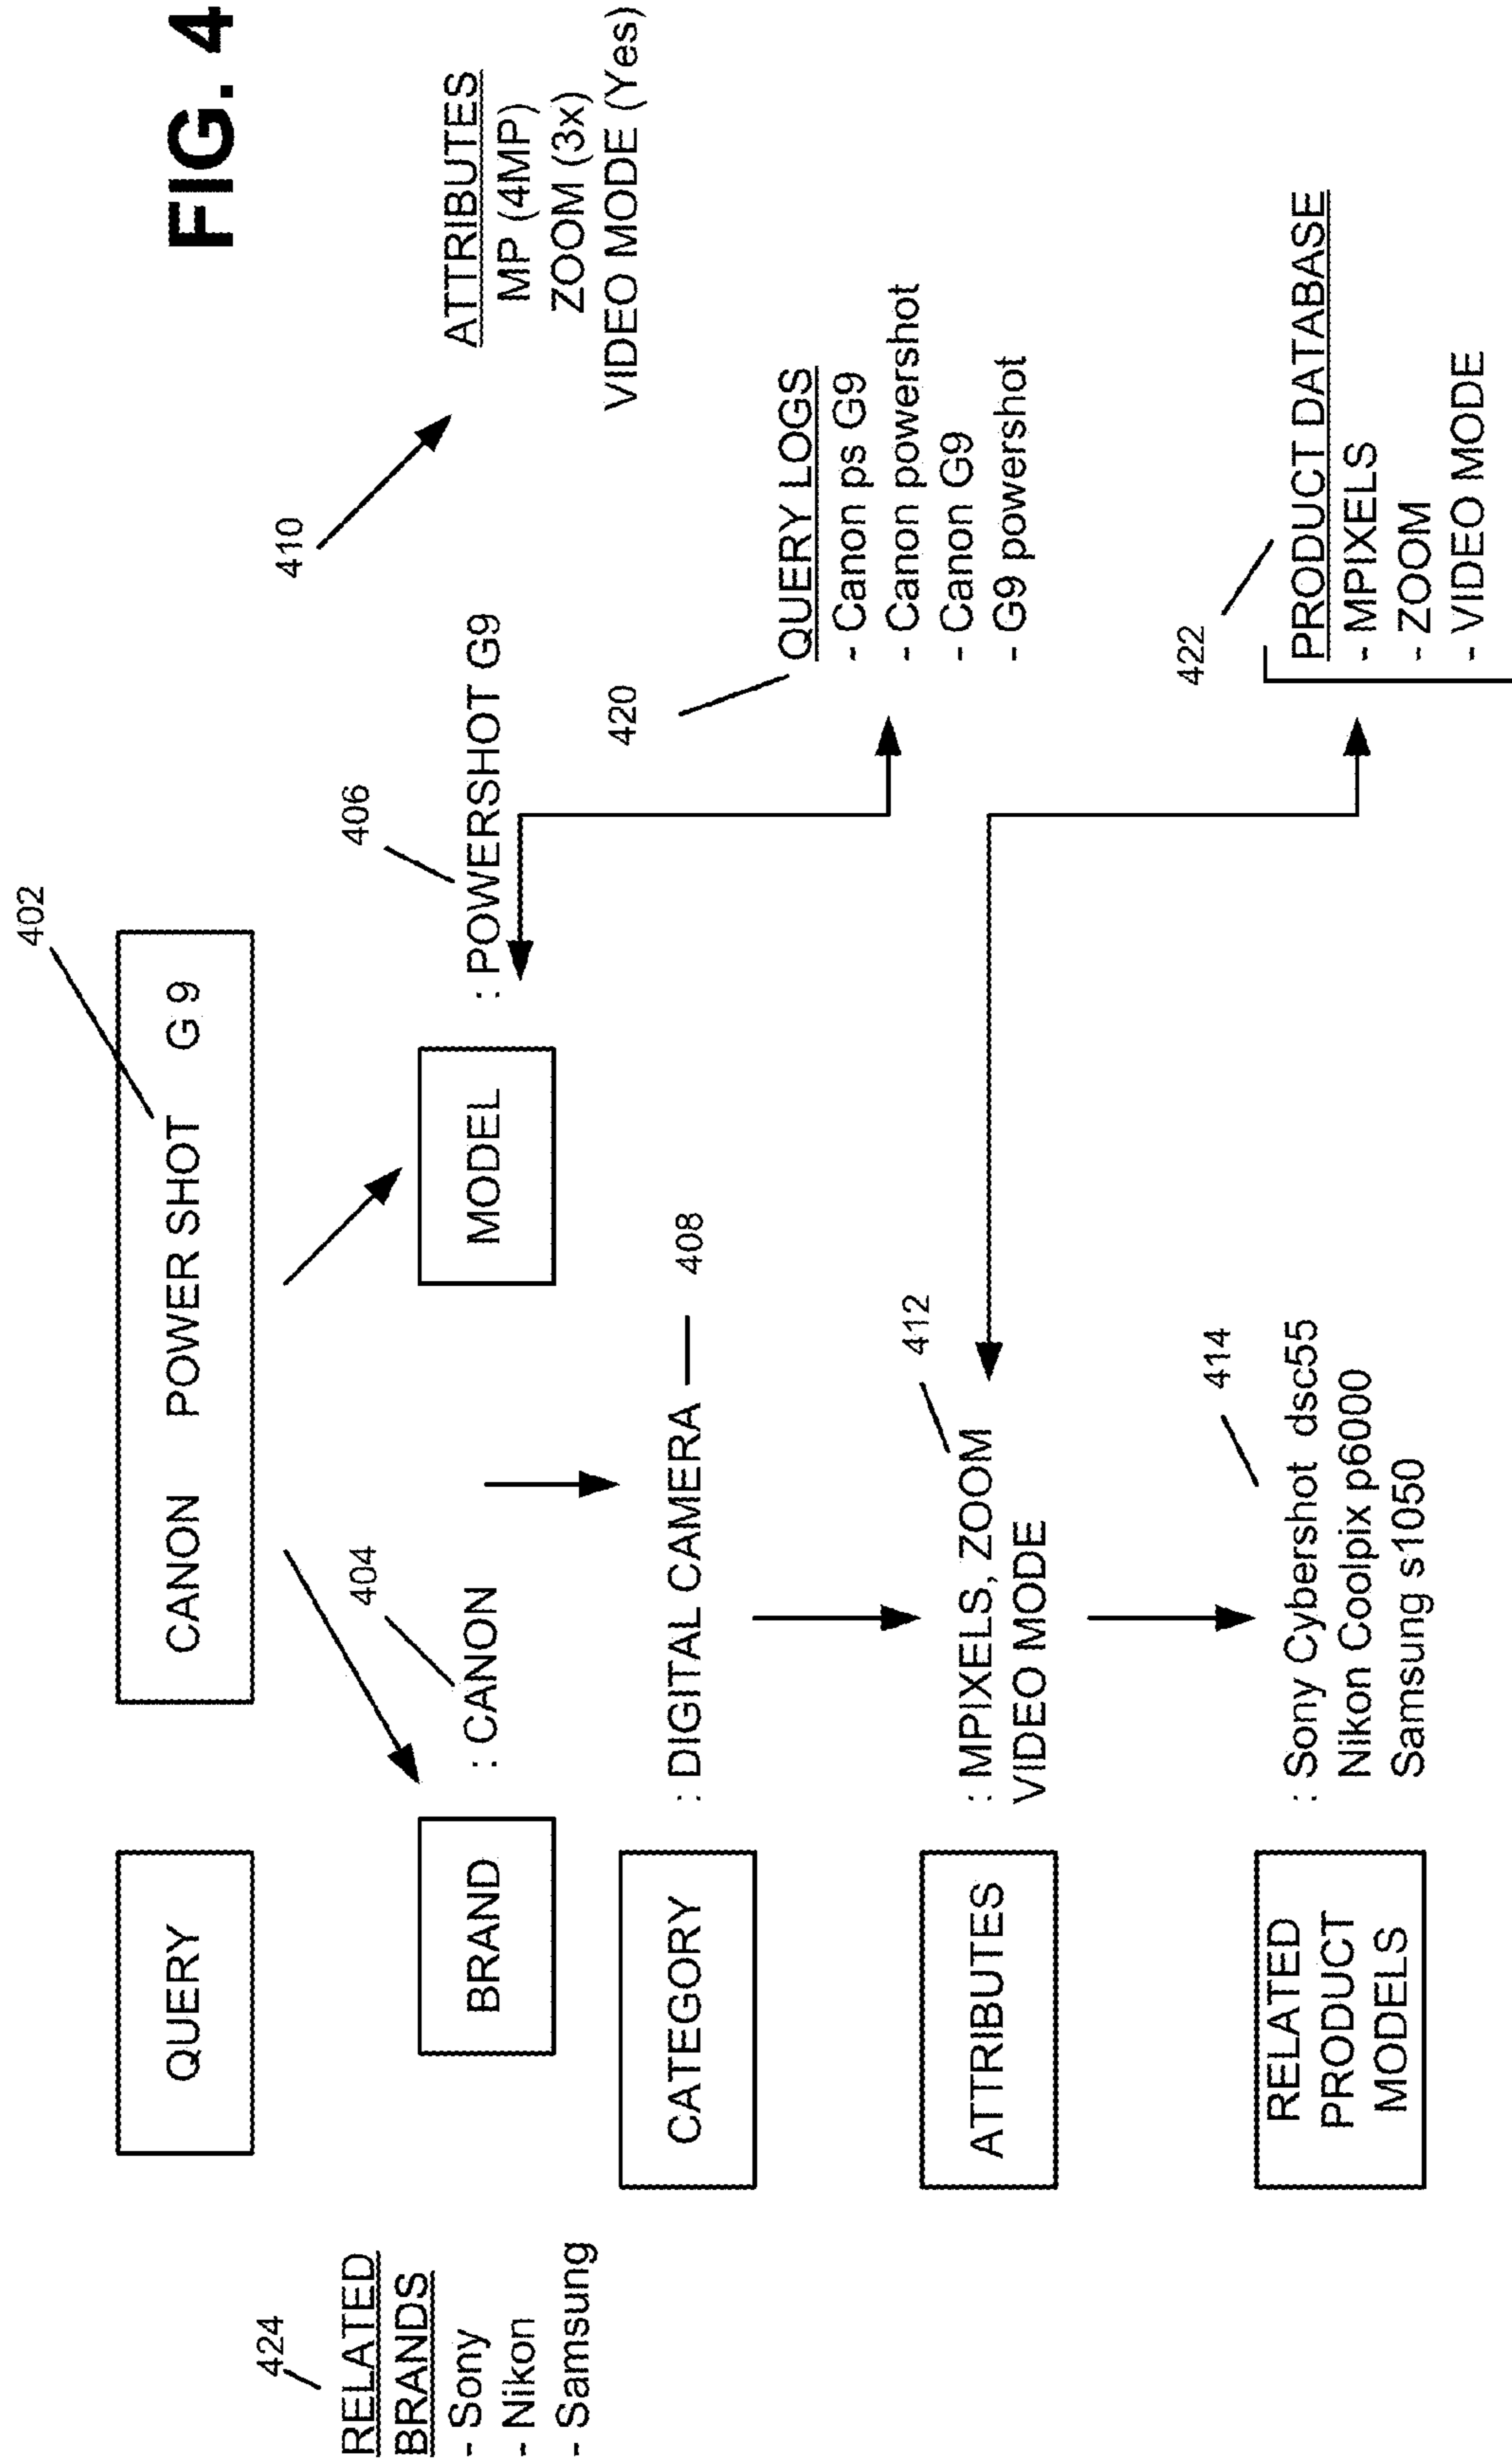 FIG. 4
402
QUERY
CANON POWER SHOT G 9
424
RELATED
BRANDS
- Sony
- Nikon
- Samsung
404
BRAND
: CANON
MODEL
406
: POWERSHOT G9
410
ATTRIBUTES
MP (4MP)
ZOOM (3x)
VIDEO MODE (Yes)
CATEGORY
: DIGITAL CAMERA
408
420
QUERY LOGS
- Canon ps G9
- Canon powershot
- Canon G9
- G9 powershot
412
ATTRIBUTES
: MPIXELS, ZOOM
VIDEO MODE
422
PRODUCT DATABASE
- MPIXELS
- ZOOM
- VIDEO MODE
414
RELATED
PRODUCT
MODELS
: Sony Cybershot dsc55
Nikon Coolpix p6000
Samsung s1050